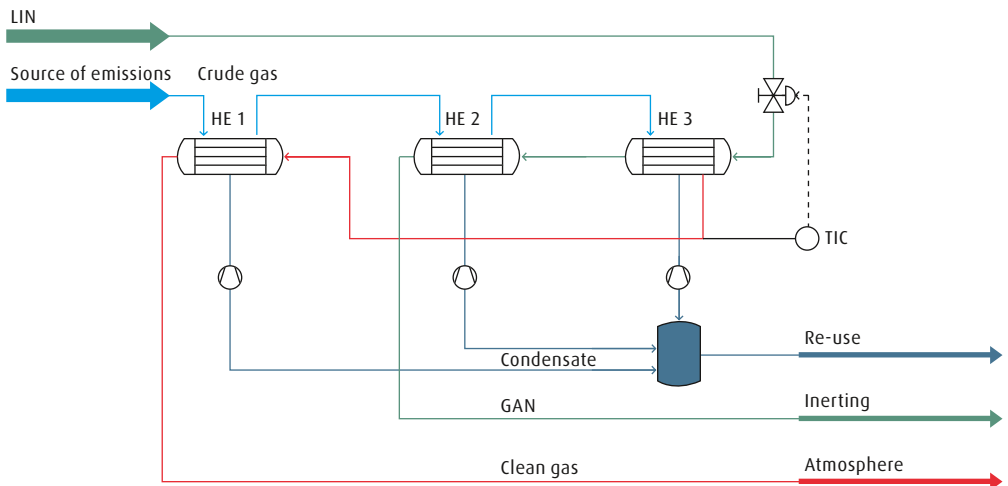 LIN
Source of emissions
Crude gas
HE 1
HE 2
HE 3
TIC
Re-use
Condensate
GAN
Inerting
Clean gas
Atmosphere